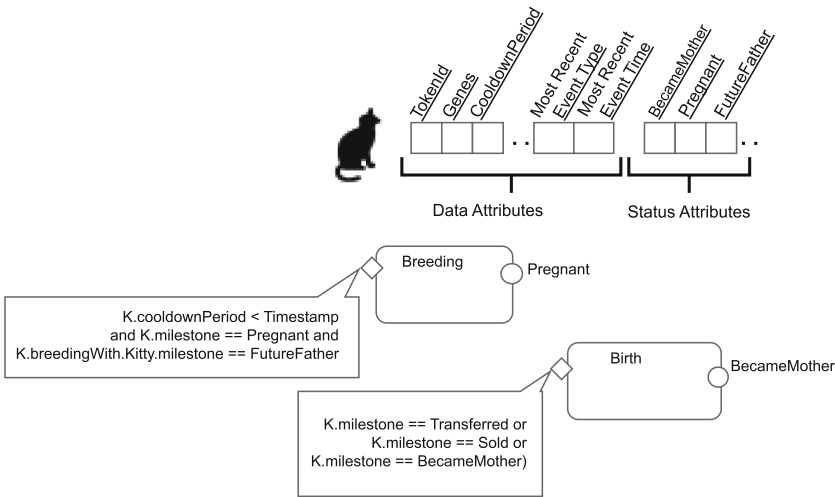 TokenId
Genes
CooldownPeriod
. .
Most Recent
Event Type
Most Recent
Event Time
BecameMother
Pregnant
FutureFather
. .
Data Attributes
Status Attributes
Breeding
Pregnant
K.cooldownPeriod < Timestamp
and K.milestone == Pregnant and
K.breedingWith.Kitty.milestone == FutureFather
Birth
BecameMother
K.milestone == Transferred or
K.milestone == Sold or
K.milestone == BecameMother)